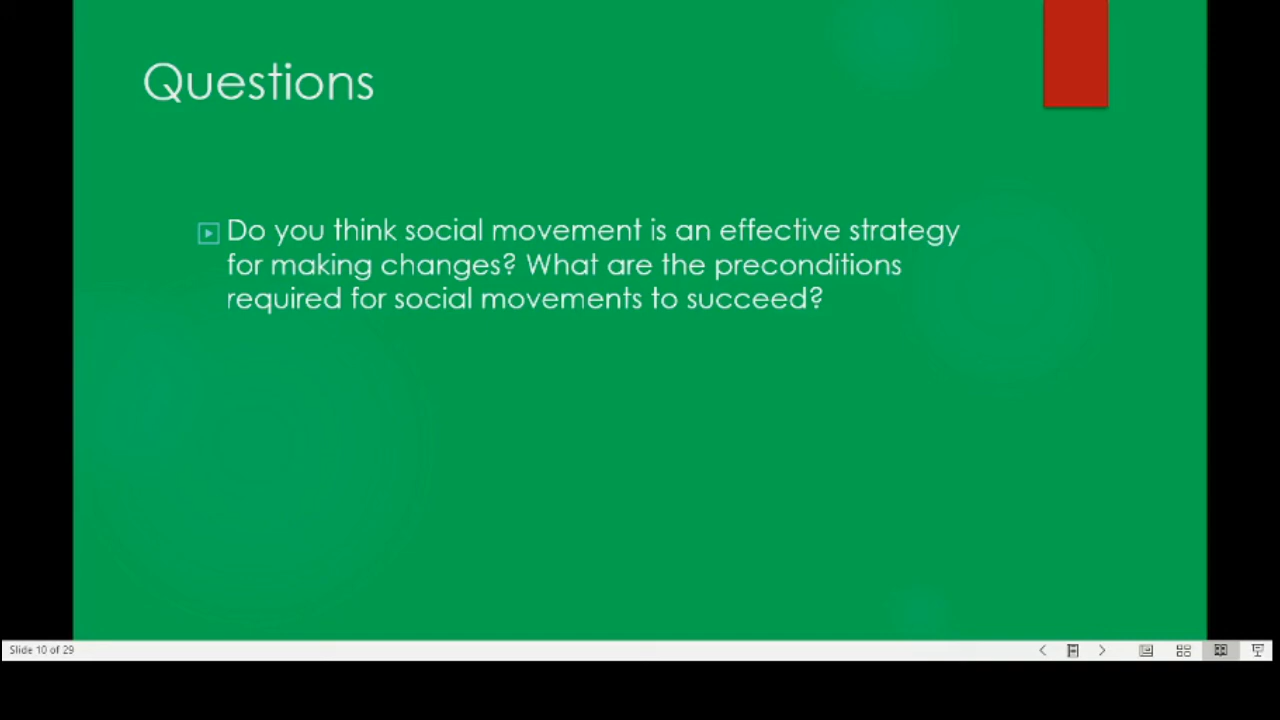 Questions
Do you think social movement is an effective strategy
for making changes? What are the preconditions
required for social movements to succeed?
Slide 10 of 29